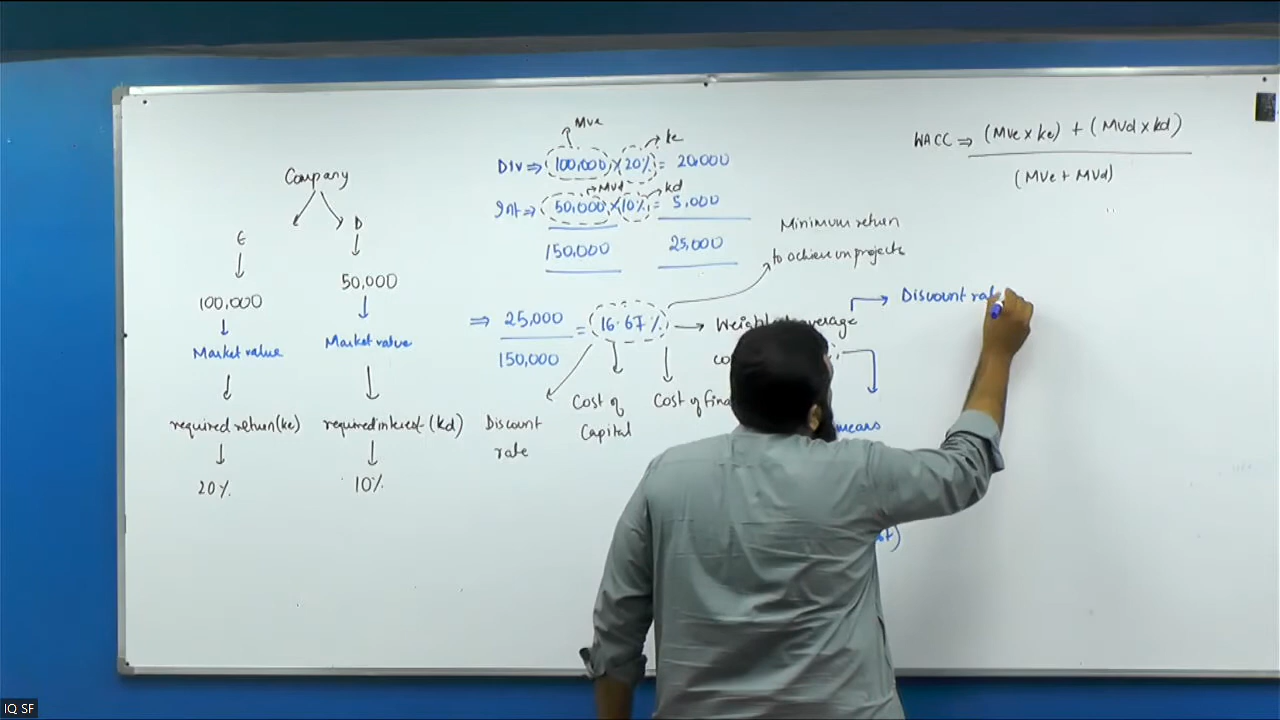 Company
E
D
100,000
50,000
Market value
Market value
required return (ke)
required interest (kd)
20%
10%
MVe
ke
Div ⇒ 100,000 × 20% = 20,000
MVd
kd
Int ⇒ 50,000 × 10% = 5,000
150,000
25,000
⇒ 25,000 = 16.67%
150,000
Minimum return
to achieve on projects
Weighted average
Discount
rate
Cost of
Capital
Cost of
Discount
means
WACC ⇒ (MVe × ke) + (MVd × kd)
(MVe + MVd)
IQ SF